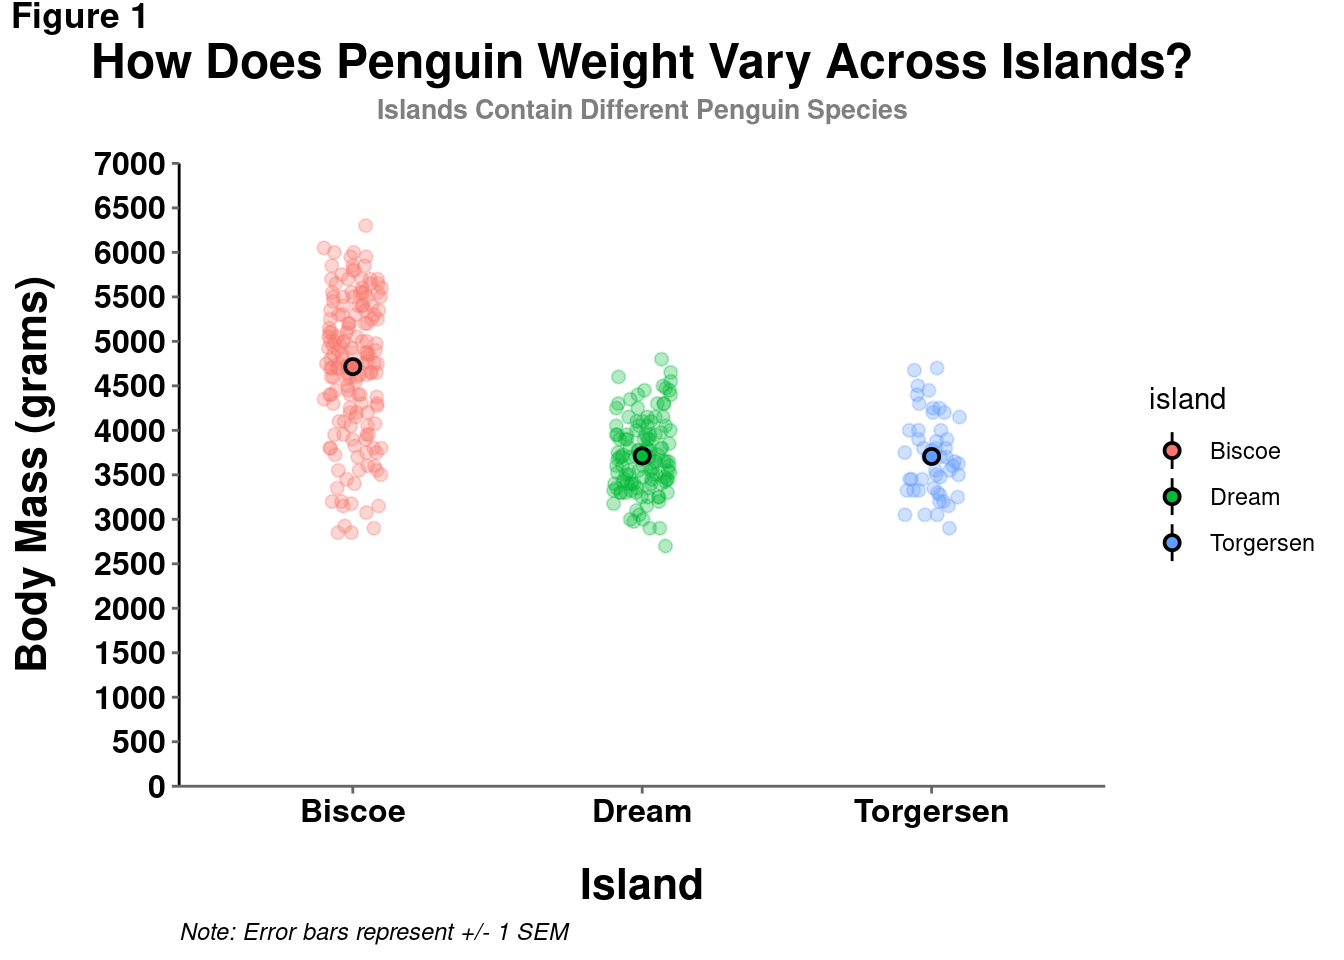 Figure 1
How Does Penguin Weight Vary Across Islands?
Islands Contain Different Penguin Species
7000
6500
6000
5500
5000
4500
4000
3500
3000
2500
2000
1500
1000
500
0
Body Mass (grams)
Biscoe Dream Torgersen
Island
island
Biscoe
Dream
Torgersen
Note: Error bars represent +/- 1 SEM